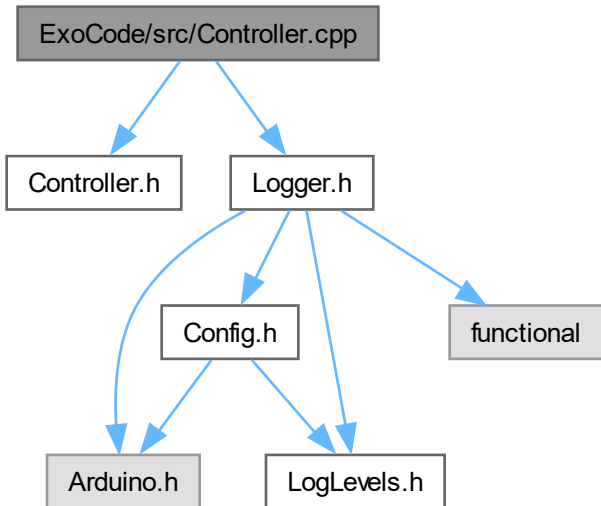 ExoCode/src/Controller.cpp
Controller.h
Logger.h
Config.h
functional
Arduino.h
LogLevels.h